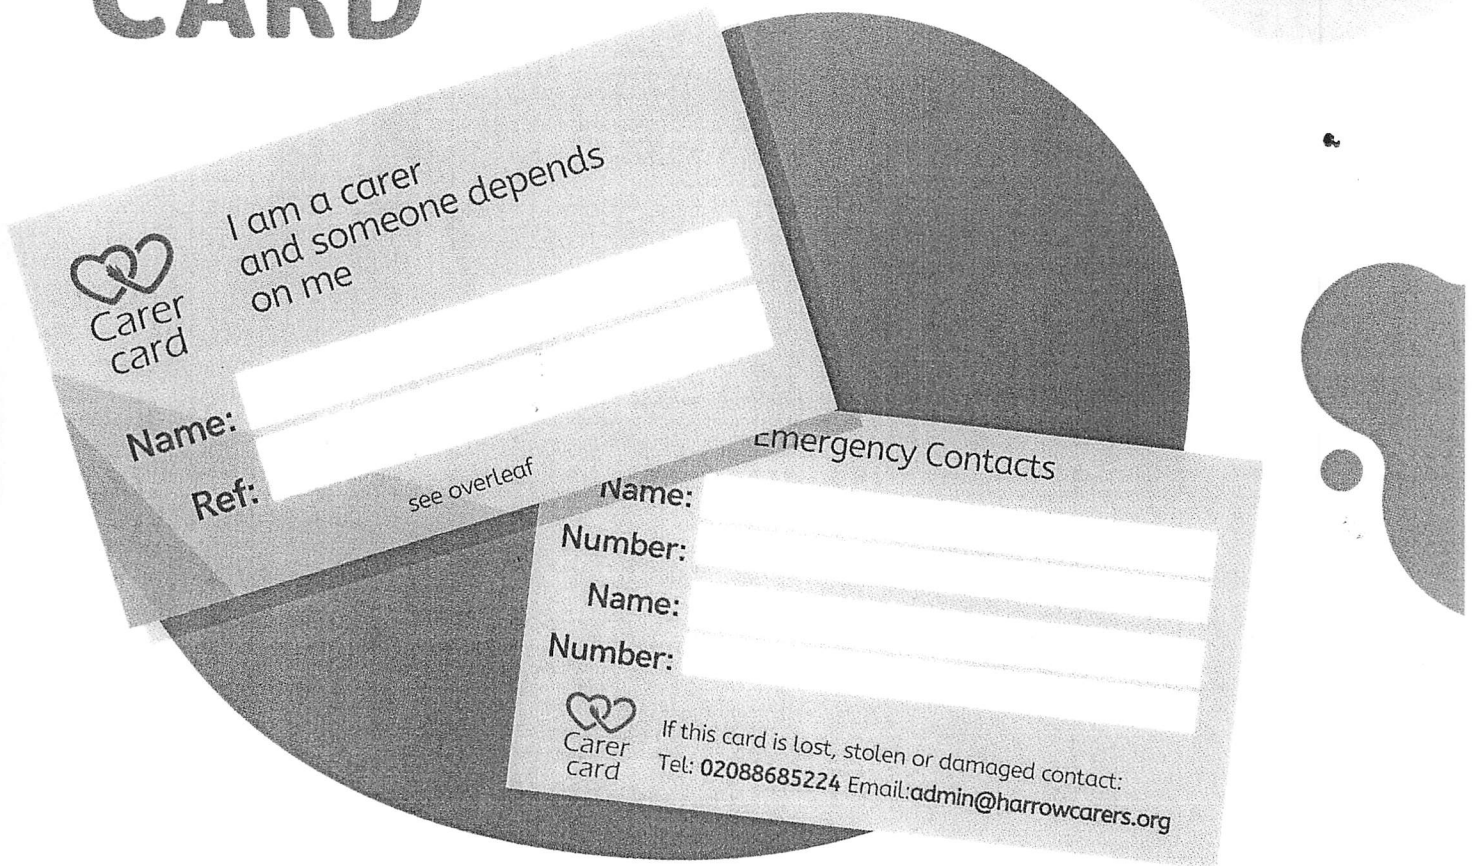 CARD
I am a carer
and someone depends
on me
Carer
card
Name:
Ref:
see overleaf
Emergency Contacts
Name:
Number:
Name:
Number:
Carer
card
If this card is lost, stolen or damaged contact:
Tel: 02088685224 Email:admin@harrowcarers.org